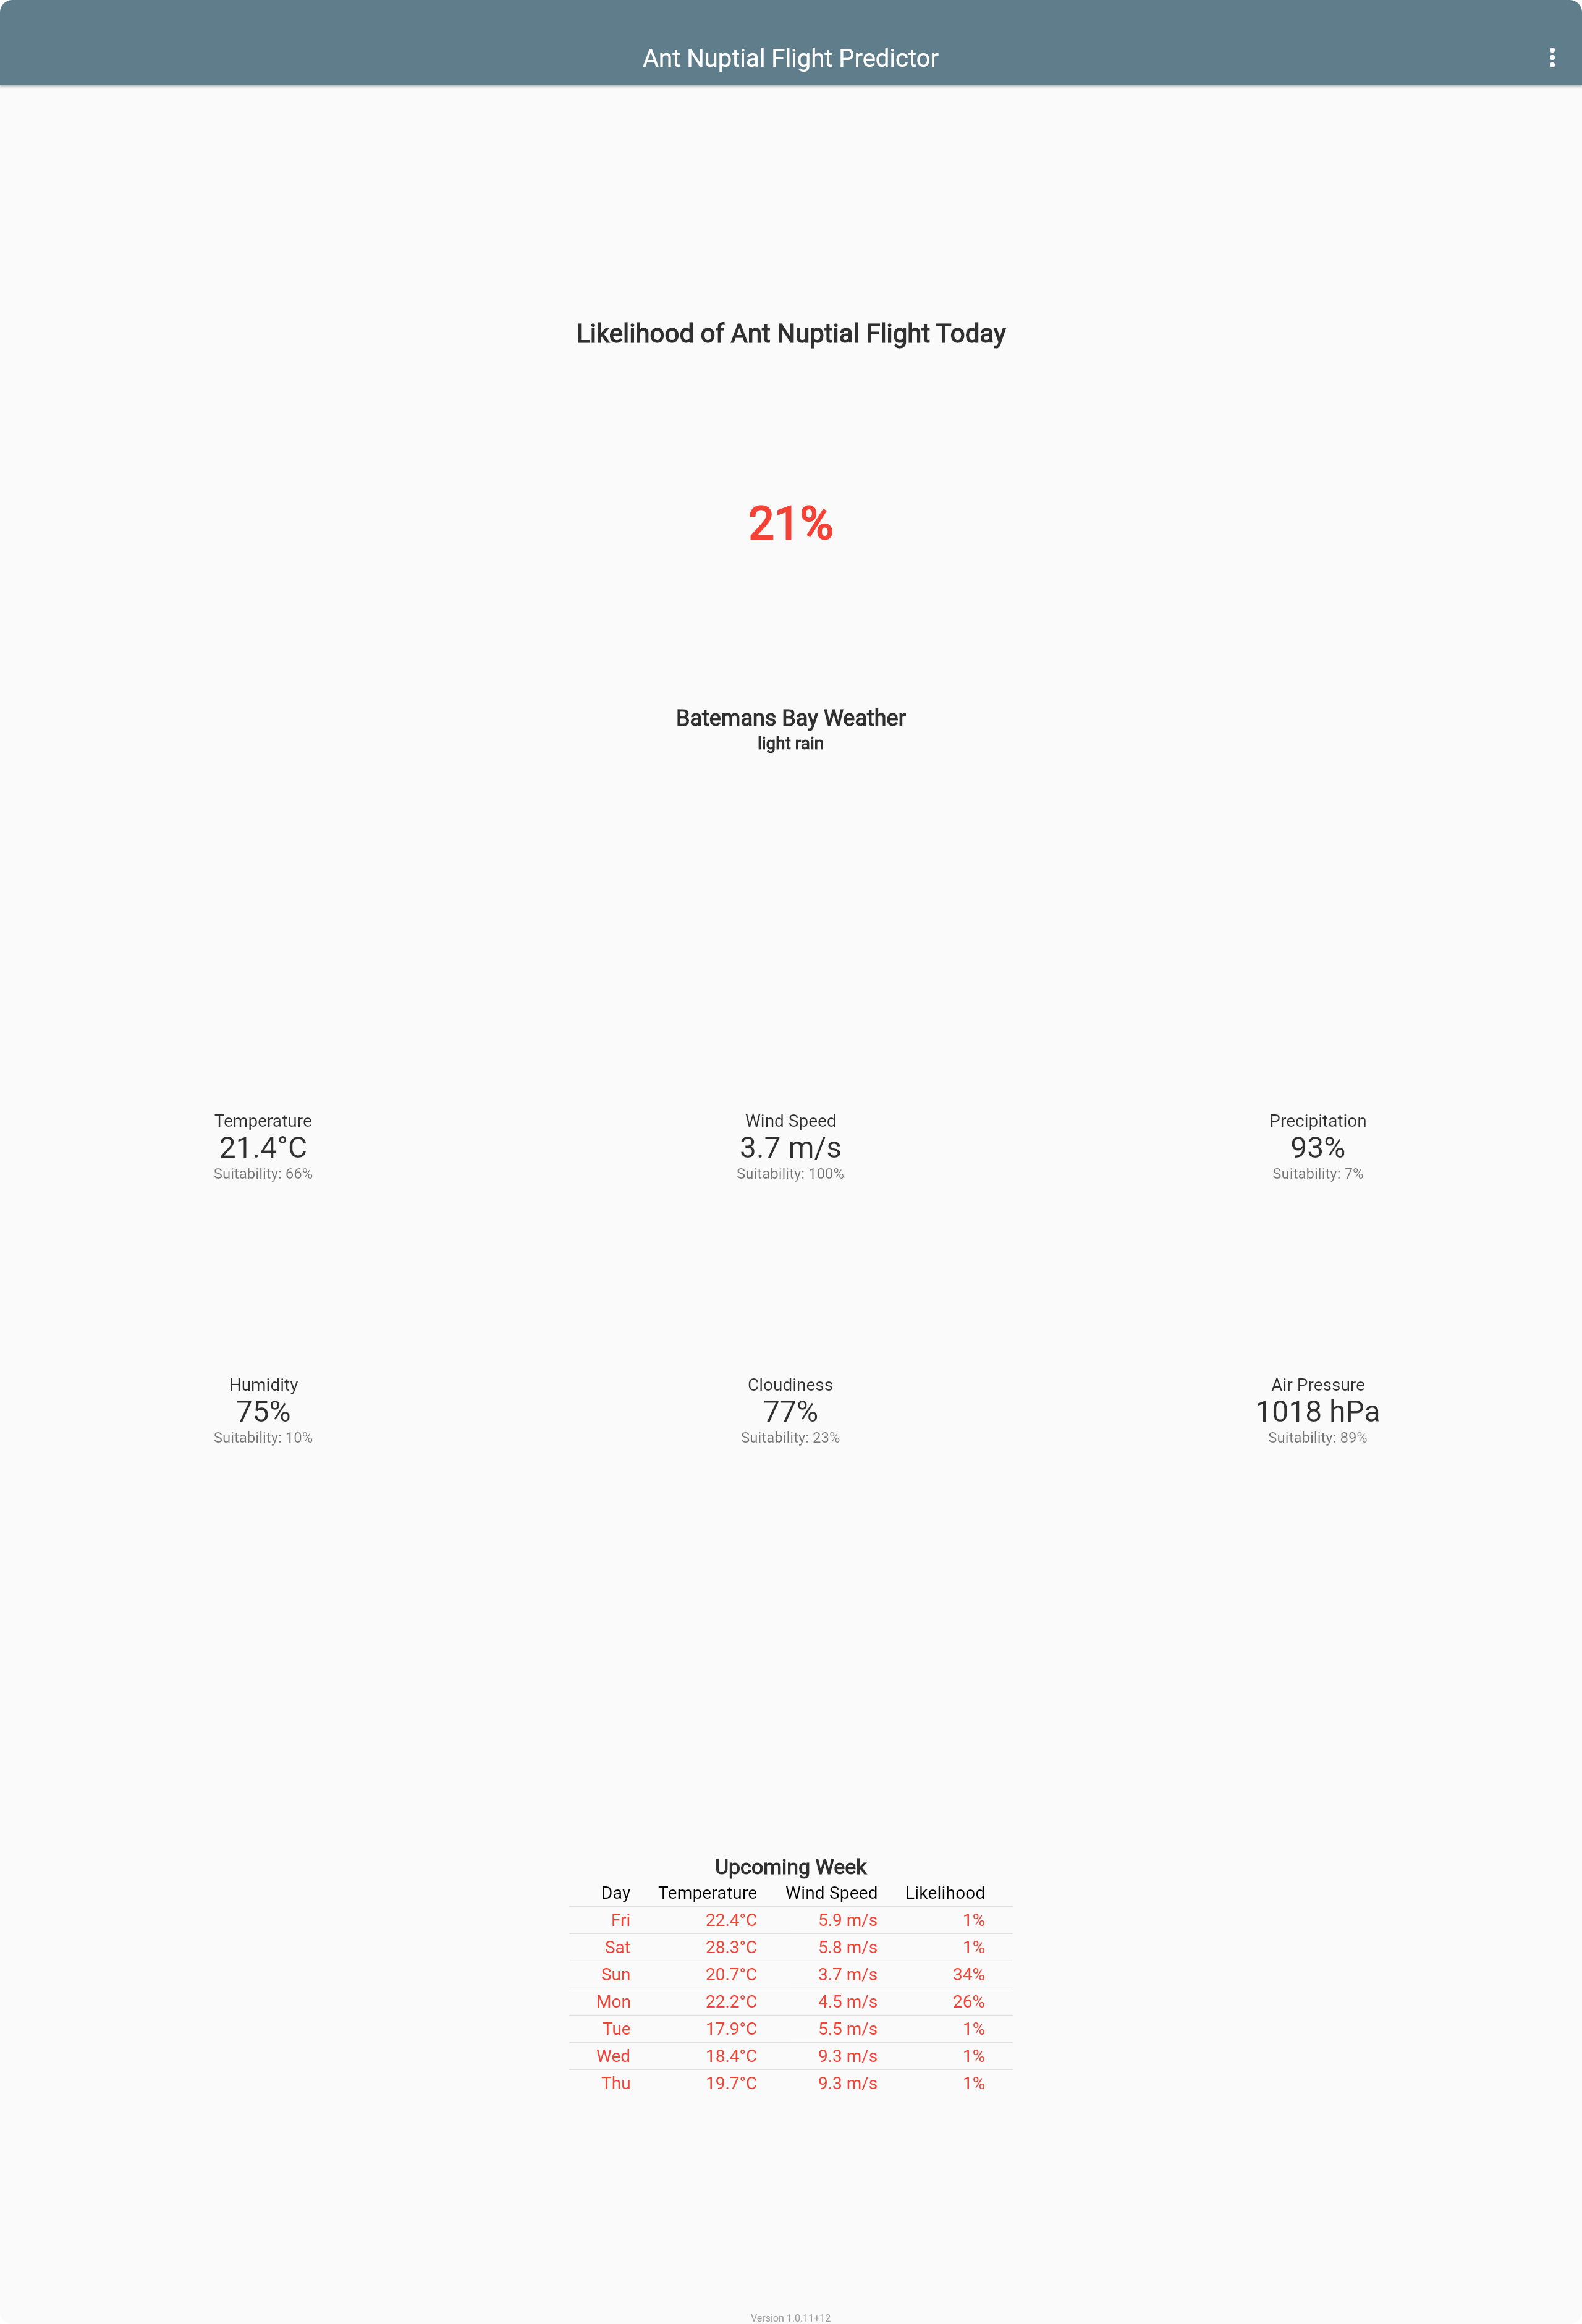 Ant Nuptial Flight Predictor
Likelihood of Ant Nuptial Flight Today
21%
Batemans Bay Weather
light rain
Temperature Wind Speed Precipitation
21.4°C 3.7 m/s 93%
Suitability: 66% Suitability: 100% Suitability: 7%
Humidity Cloudiness Air Pressure
75% 77% 1018 hPa
Suitability: 10% Suitability: 23% Suitability: 89%
Upcoming Week
Day Temperature Wind Speed Likelihood
Fri 22.4°C 5.9 m/s 1%
Sat 28.3°C 5.8 m/s 1%
Sun 20.7°C 3.7 m/s 34%
Mon 22.2°C 4.5 m/s 26%
Tue 17.9°C 5.5 m/s 1%
Wed 18.4°C 9.3 m/s 1%
Thu 19.7°C 9.3 m/s 1%
Version 1.0.11+12